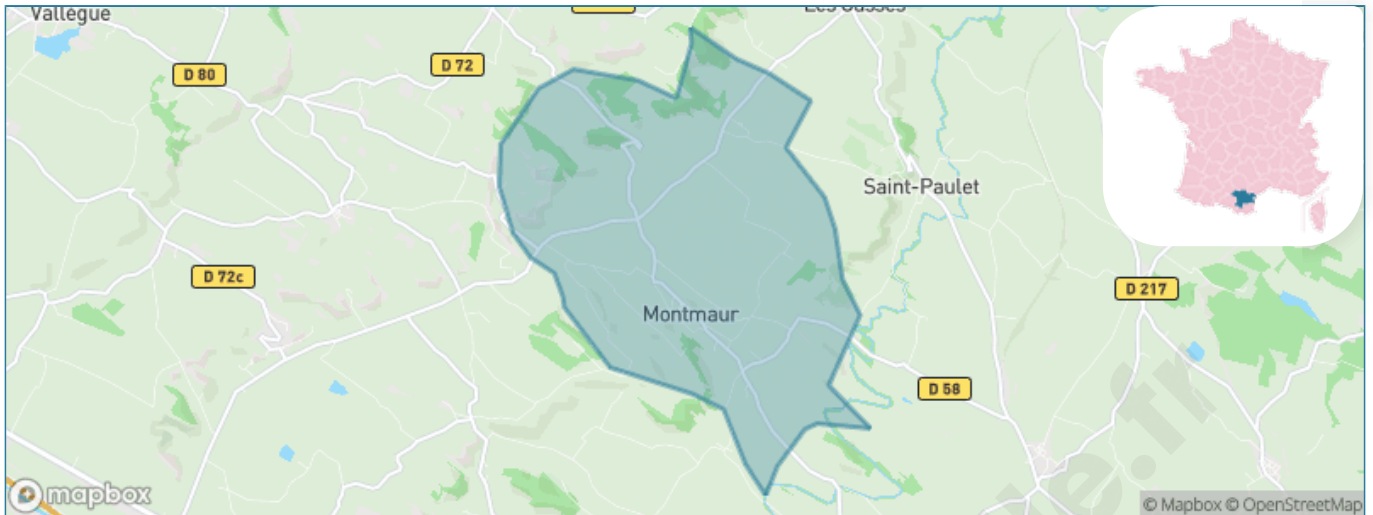 Vallègue
Les Cassés
D 80
D 72
Saint-Paulet
D 72c
D 217
Montmaur
D 58
mapbox
© Mapbox © OpenStreetMap